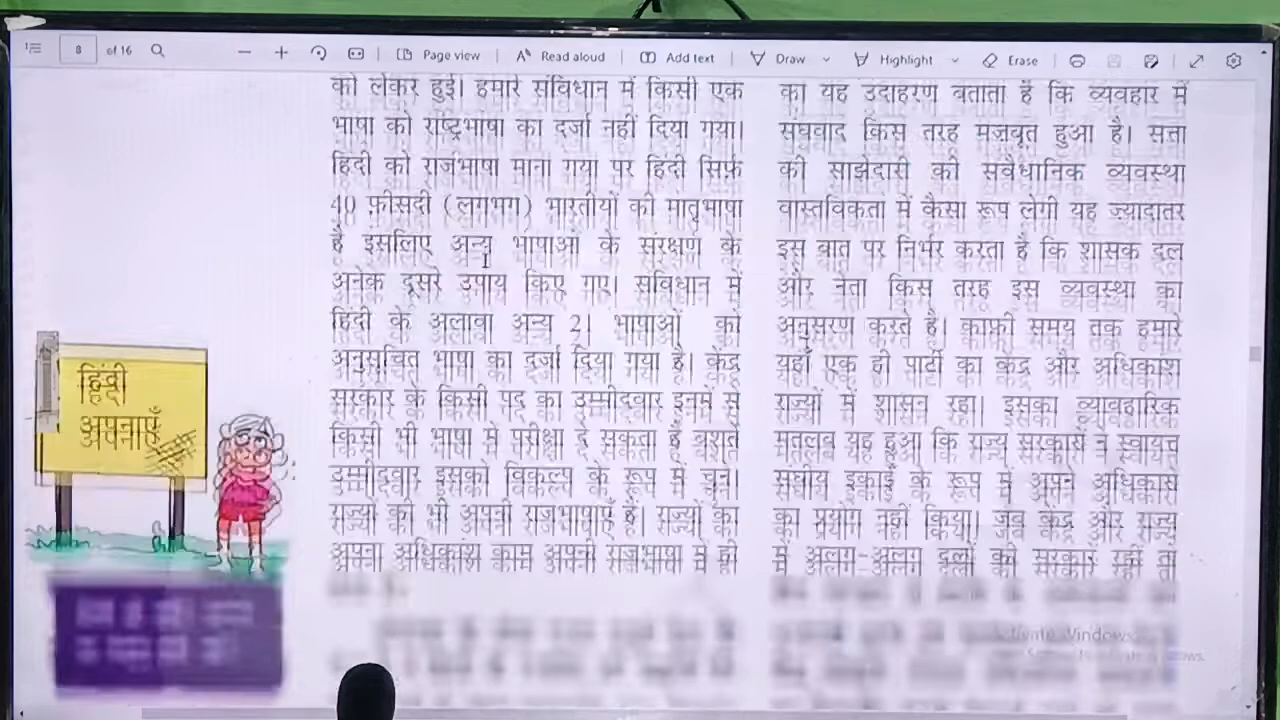 8 of 16
Page view
Read aloud
Add text
Draw
Highlight
Erase
को लेकर हुई। हमारे संविधान में किसी एक
भाषा को राष्ट्रभाषा का दर्जा नहीं दिया गया।
हिंदी को राजभाषा माना गया पर हिंदी सिर्फ़
40 फ़ीसदी (लगभग) भारतीयों की मातृभाषा
है इसलिए अन्य भाषाओं के संरक्षण के
अनेक दूसरे उपाय किए गए। संविधान में
हिंदी के अलावा अन्य 21 भाषाओं को
अनुसूचित भाषा का दर्जा दिया गया है। केंद्र
सरकार के किसी पद का उम्मीदवार इनमें से
किसी भी भाषा में परीक्षा दे सकता है बशर्ते
उम्मीदवार इसको विकल्प के रूप में चुने।
राज्यों की भी अपनी राजभाषाएँ हैं। राज्यों का
अपना अधिकांश काम अपनी राजभाषा में ही
का यह उदाहरण बताता है कि व्यवहार में
संघवाद किस तरह मज़बूत हुआ है। सत्ता
की साझेदारी की संवैधानिक व्यवस्था
वास्तविकता में कैसा रूप लेगी यह ज़्यादातर
इस बात पर निर्भर करता है कि शासक दल
और नेता किस तरह इस व्यवस्था का
अनुसरण करते हैं। काफ़ी समय तक हमारे
यहाँ एक ही पार्टी का केंद्र और अधिकांश
राज्यों में शासन रहा। इसका व्यावहारिक
मतलब यह हुआ कि राज्य सरकारों ने स्वायत्त
संघीय इकाई के रूप में अपने अधिकारों
का प्रयोग नहीं किया। जब केंद्र और राज्य
में अलग-अलग दलों की सरकारें रहीं तो
हिंदी
अपनाएँ
Activate Windows